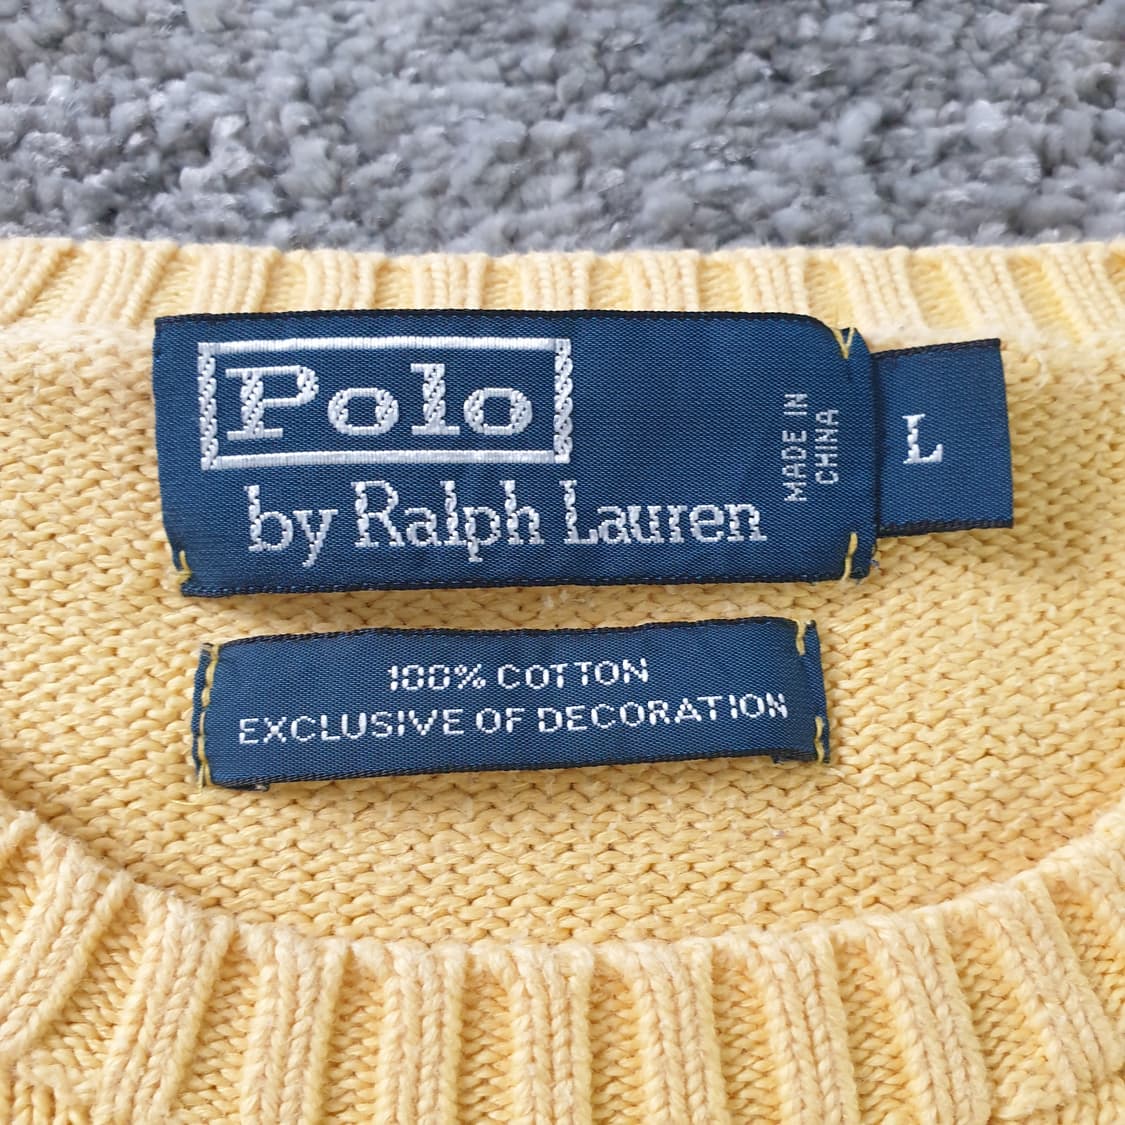 Polo
by Ralph Lauren
MADE IN
CHINA
L
100% COTTON
EXCLUSIVE OF DECORATION